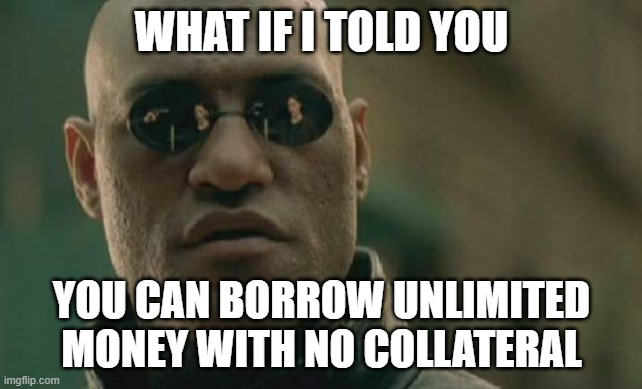 WHAT IF I TOLD YOU
YOU CAN BORROW UNLIMITED
MONEY WITH NO COLLATERAL
imgflip.com